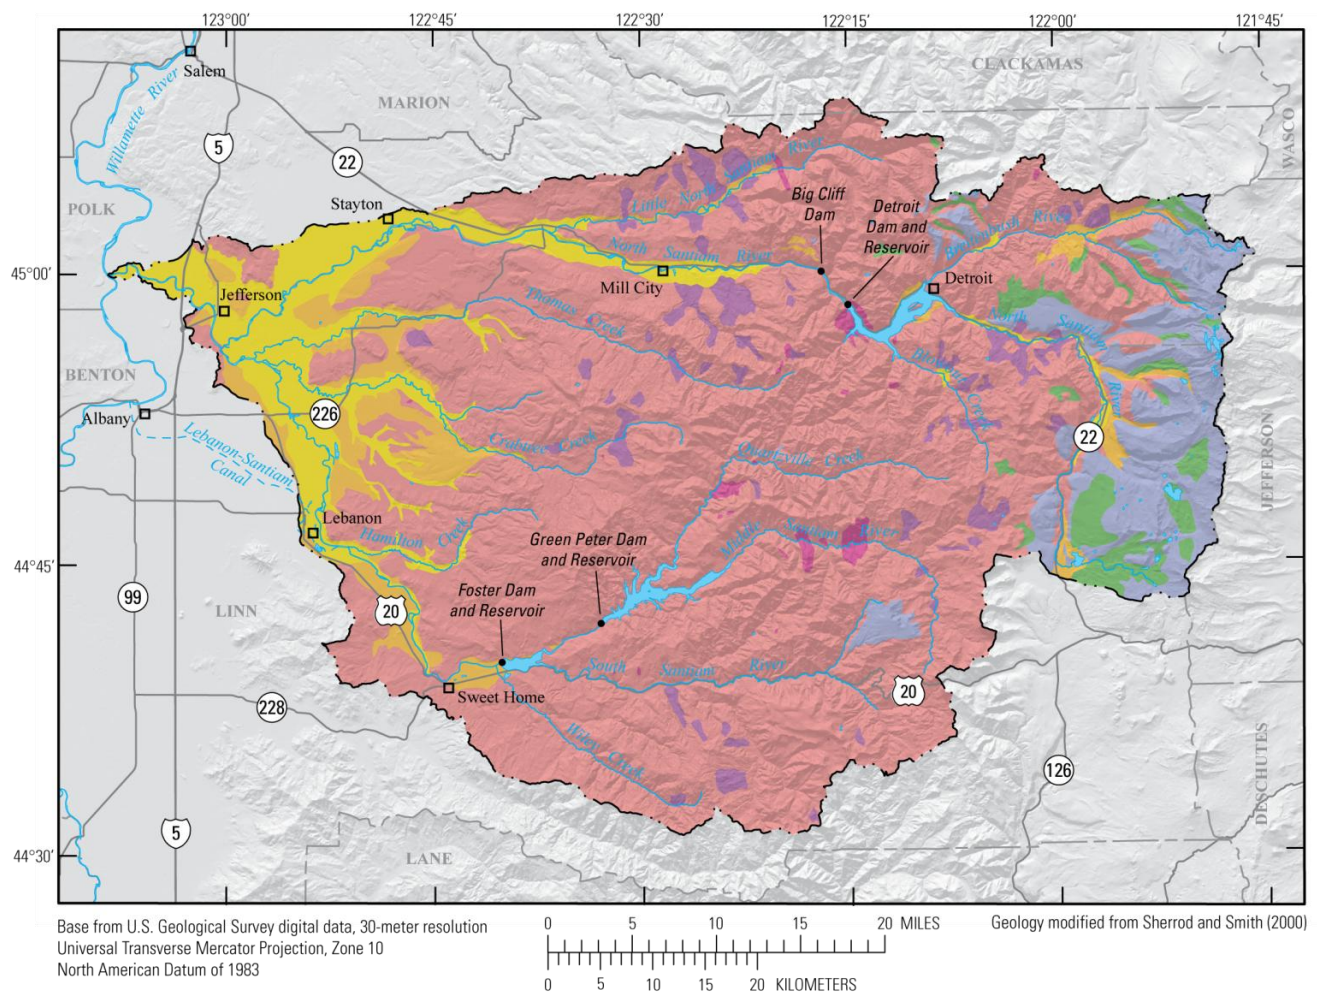 123°00'
122°45'
122°30'
122°15'
122°00'
121°45'
Salem
CLACKAMAS
MARION
Willamette River
WASCO
5
22
Little North Santiam River
Big Cliff
Dam
Stayton
POLK
Detroit
Dam and
Reservoir
Breitenbush River
North Santiam River
45°00'
Mill City
Detroit
Jefferson
Thomas Creek
North Santiam River
Blowout Creek
BENTON
Albany
226
22
Lebanon-Santiam
Canal
Crabtree Creek
Quartzville Creek
JEFFERSON
Lebanon
Hamilton Creek
Middle Santiam River
Green Peter Dam
and Reservoir
44°45'
99
LINN
20
Foster Dam
and Reservoir
South Santiam River
20
Sweet Home
228
Wiley Creek
126
DESCHUTES
5
LANE
44°30'
Base from U.S. Geological Survey digital data, 30-meter resolution
Universal Transverse Mercator Projection, Zone 10
North American Datum of 1983
0 5 10 15 20 MILES
0 5 10 15 20 KILOMETERS
Geology modified from Sherrod and Smith (2000)